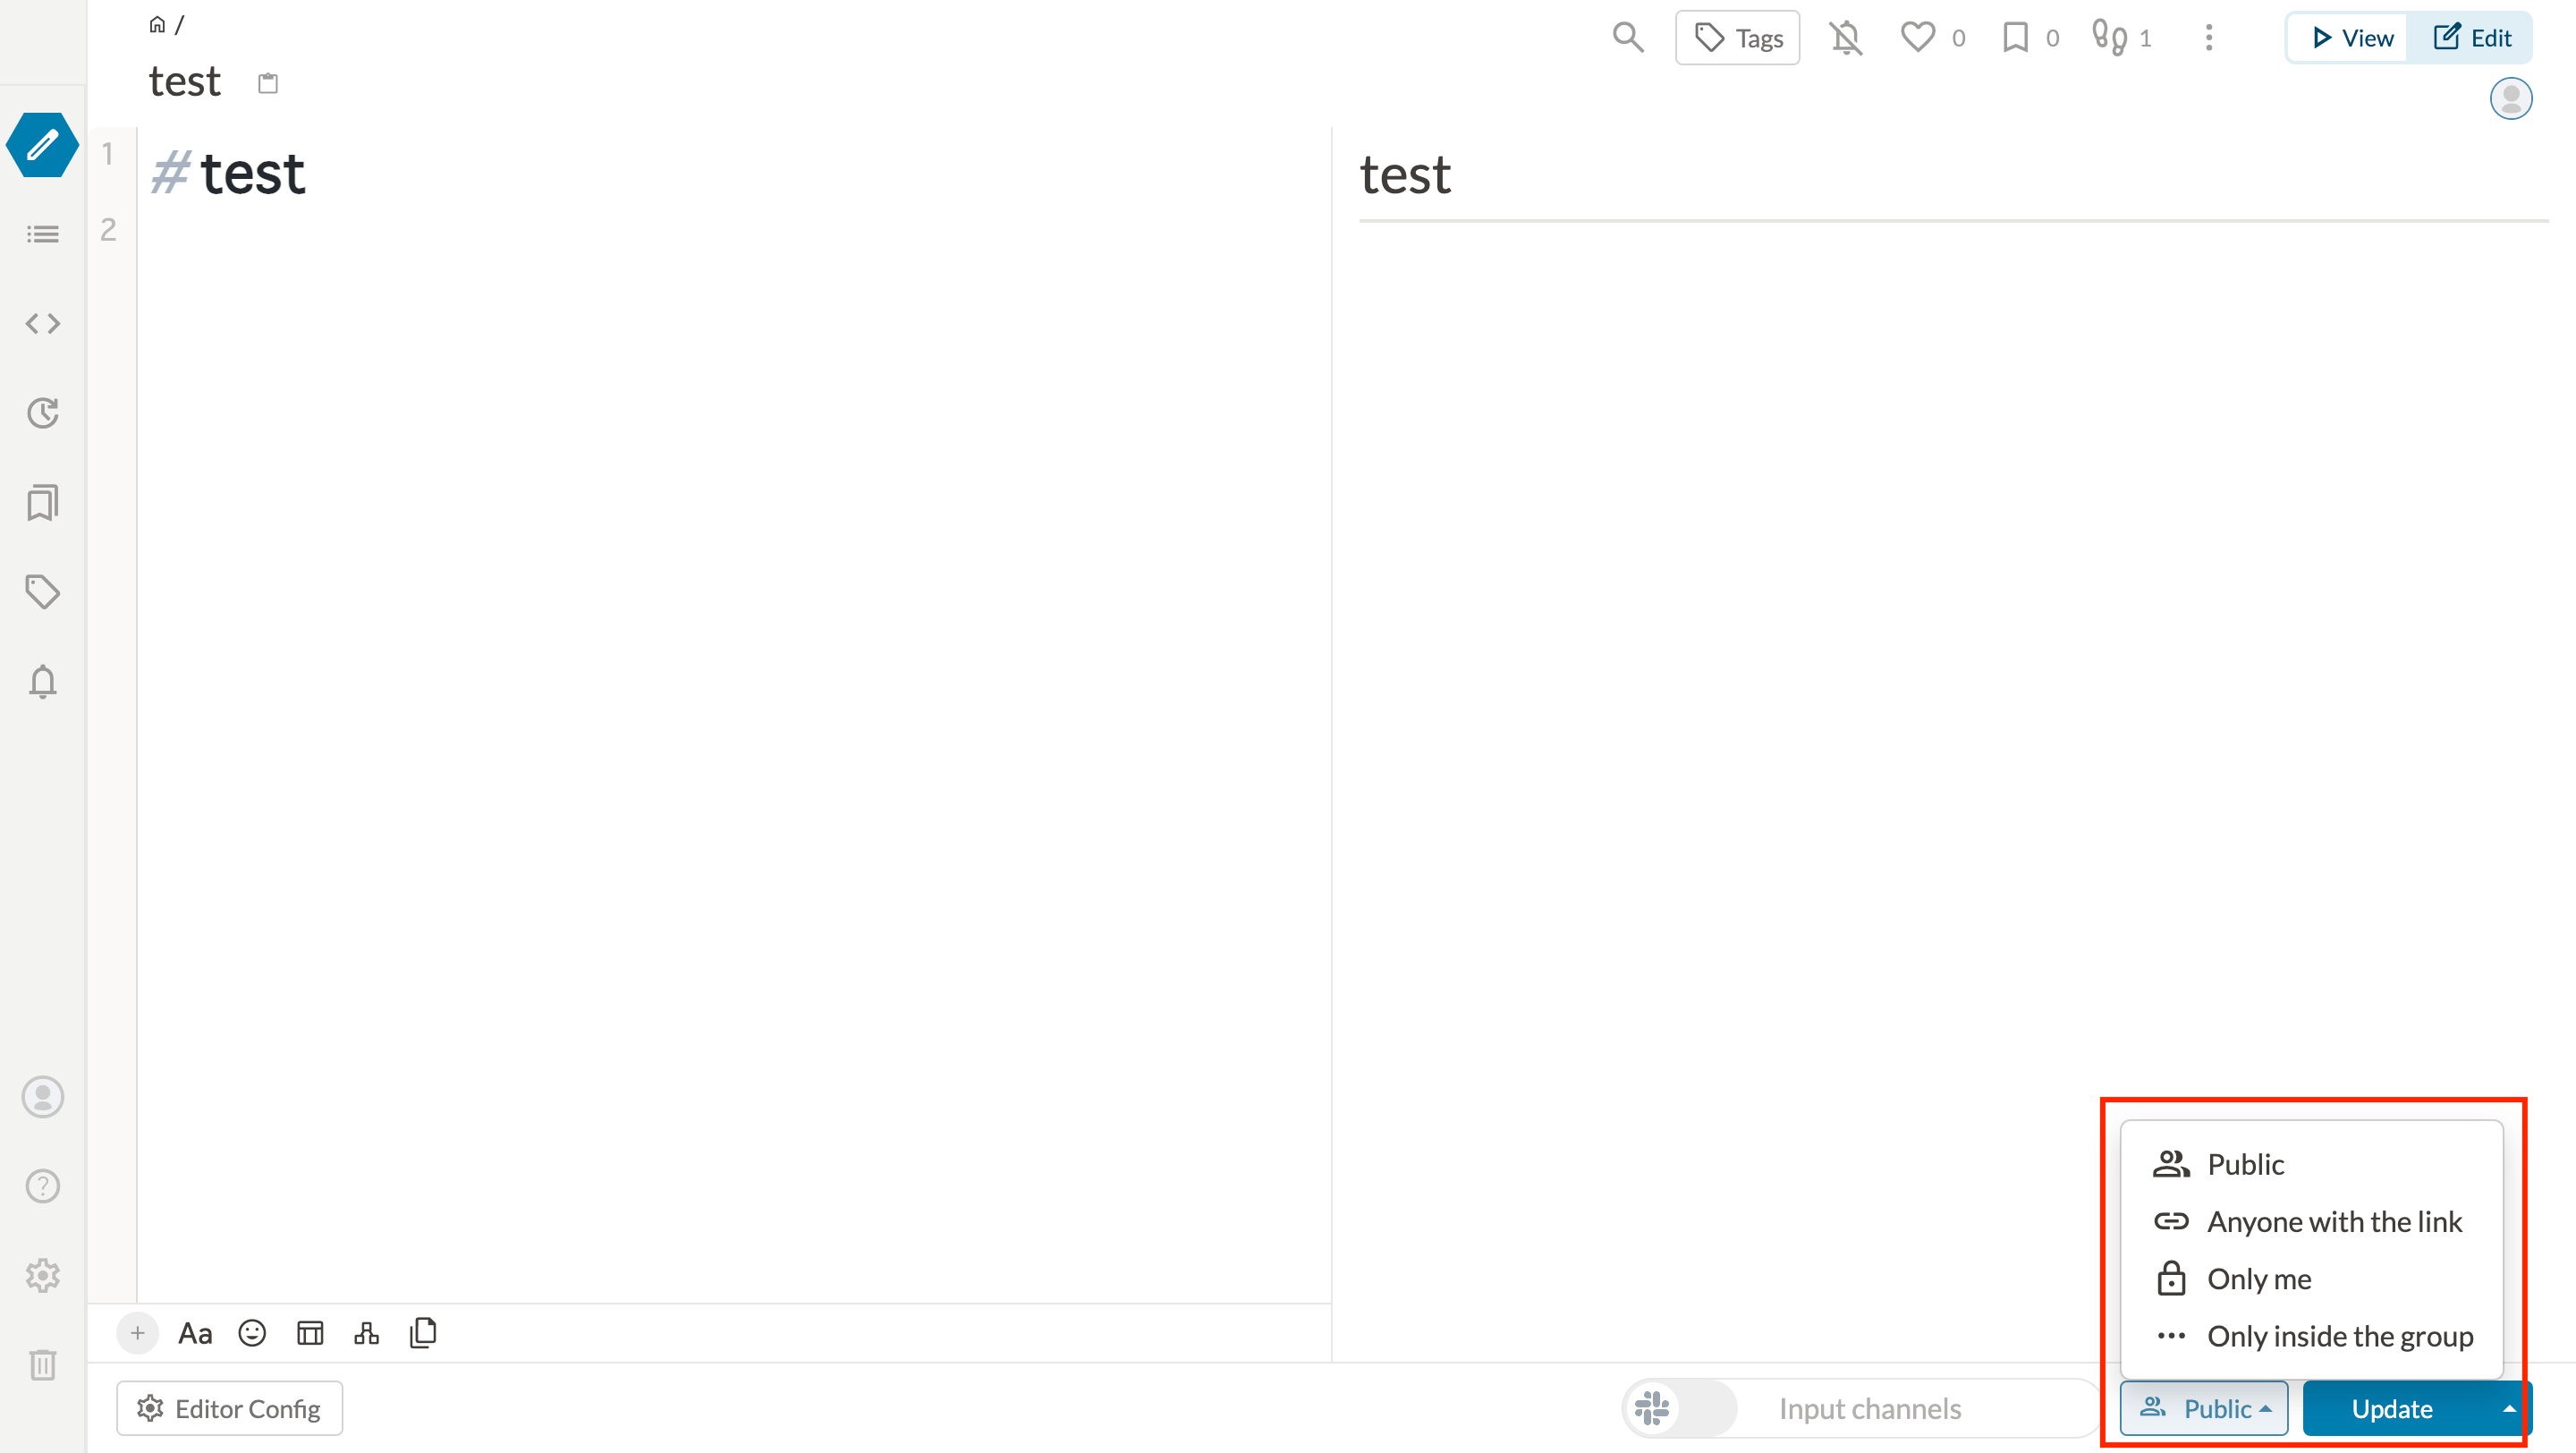 /
Tags
0
0
1
View
Edit
test
1
# test
2
test
Public
Anyone with the link
Only me
Only inside the group
Aa
Editor Config
Input channels
Public
Update